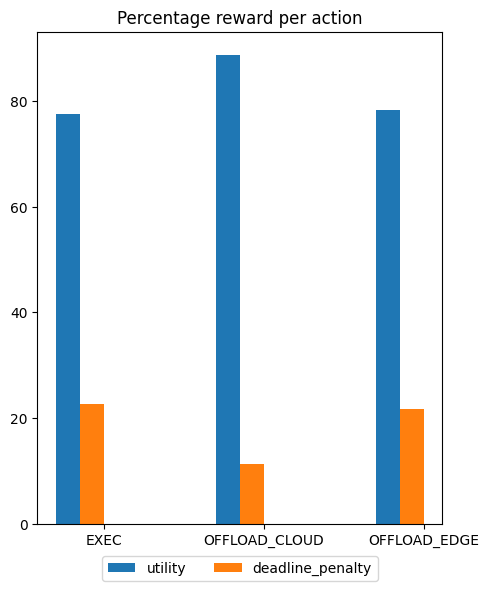 Percentage reward per action
80
60
40
20
0
EXEC OFFLOAD_CLOUD OFFLOAD_EDGE
utility deadline_penalty